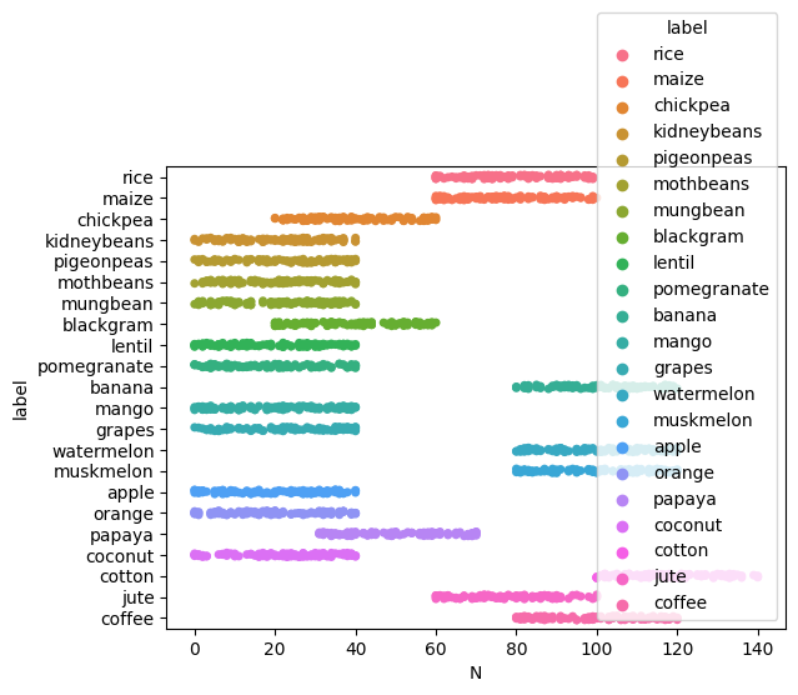 label
rice
maize
chickpea
kidneybeans
pigeonpeas
mothbeans
mungbean
blackgram
lentil
pomegranate
banana
mango
grapes
watermelon
muskmelon
apple
orange
papaya
coconut
cotton
jute
coffee
label
rice
maize
chickpea
kidneybeans
pigeonpeas
mothbeans
mungbean
blackgram
lentil
pomegranate
banana
mango
grapes
watermelon
muskmelon
apple
orange
papaya
coconut
cotton
jute
coffee
0 20 40 60 80 100 120 140
N